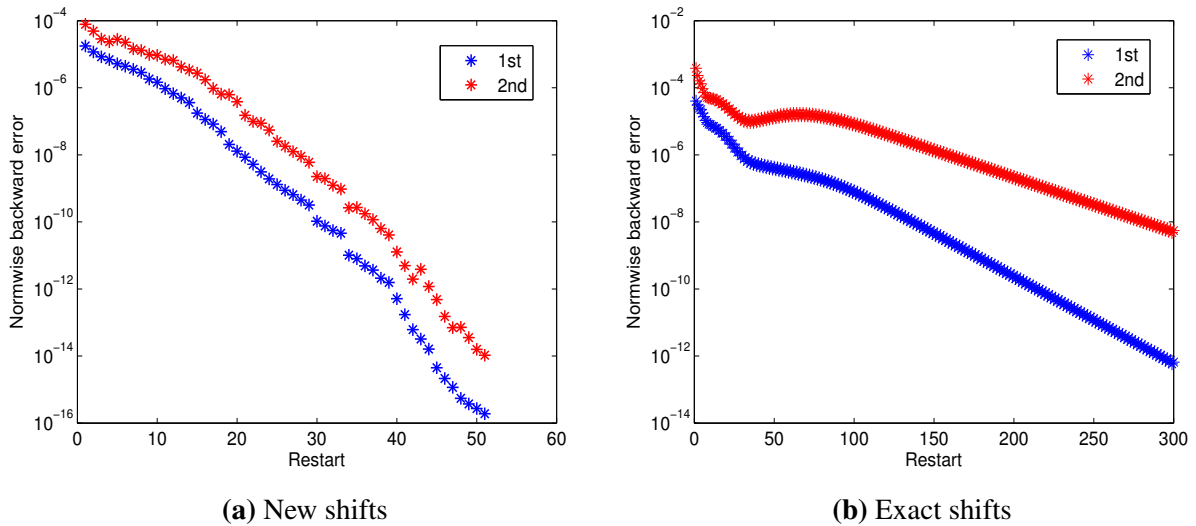 10^-4
10^-6
10^-8
10^-10
10^-12
10^-14
10^-16
Normwise backward error
0 10 20 30 40 50 60
Restart
1st
2nd
(a) New shifts
10^-2
10^-4
10^-6
10^-8
10^-10
10^-12
10^-14
Normwise backward error
0 50 100 150 200 250 300
Restart
1st
2nd
(b) Exact shifts